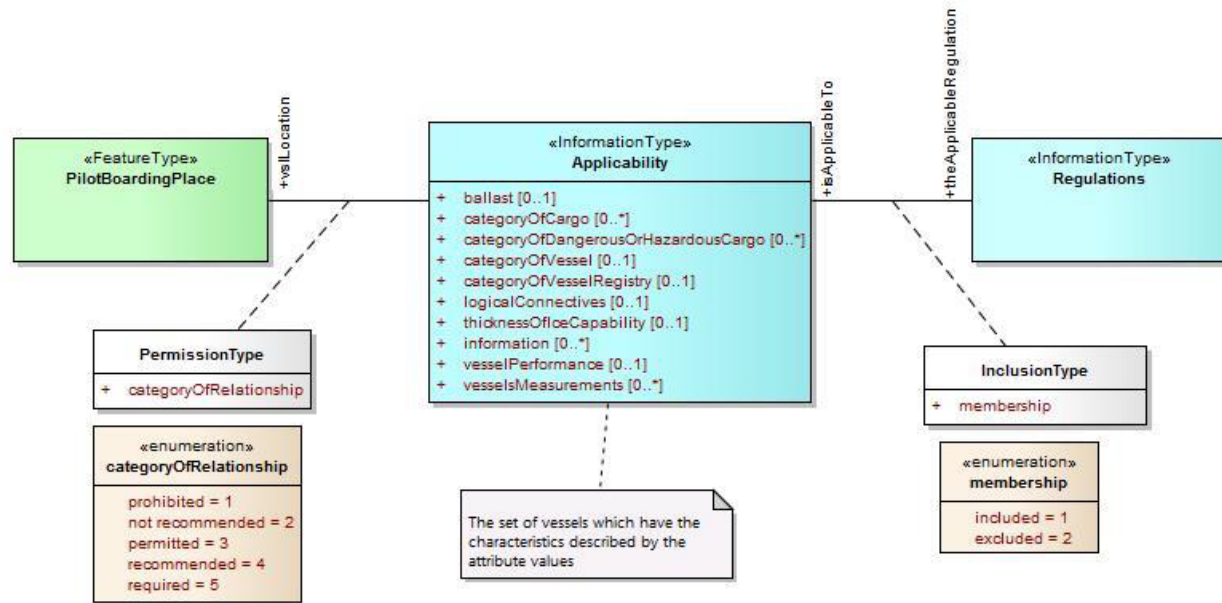 +vslLocation
+isApplicableTo
+theApplicableRegulation
«FeatureType»
PilotBoardingPlace
«InformationType»
Applicability
+ ballast [0..1]
+ categoryOfCargo [0..*]
+ categoryOfDangerousOrHazardousCargo [0..*]
+ categoryOfVessel [0..1]
+ categoryOfVesselRegistry [0..1]
+ logicalConnectives [0..1]
+ thicknessOfIceCapability [0..1]
+ information [0..*]
+ vesselPerformance [0..1]
+ vesselsMeasurements [0..*]
«InformationType»
Regulations
PermissionType
+ categoryOfRelationship
«enumeration»
categoryOfRelationship
prohibited = 1
not recommended = 2
permitted = 3
recommended = 4
required = 5
The set of vessels which have the
characteristics described by the
attribute values
InclusionType
+ membership
«enumeration»
membership
included = 1
excluded = 2